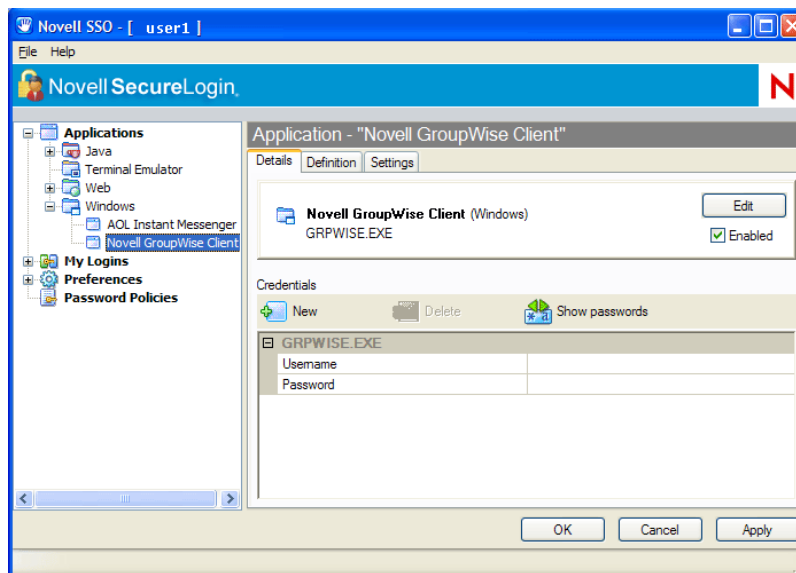 Novell SSO - [ user1 ]
File Help
Novell SecureLogin
N
Applications
Java
Terminal Emulator
Web
Windows
AOL Instant Messenger
Novell GroupWise Client
My Logins
Preferences
Password Policies
Application - "Novell GroupWise Client"
Details Definition Settings
Novell GroupWise Client (Windows)
GRPWISE.EXE
Edit
Enabled
Credentials
New Delete * a Show passwords
GRPWISE.EXE
Username
Password
OK Cancel Apply